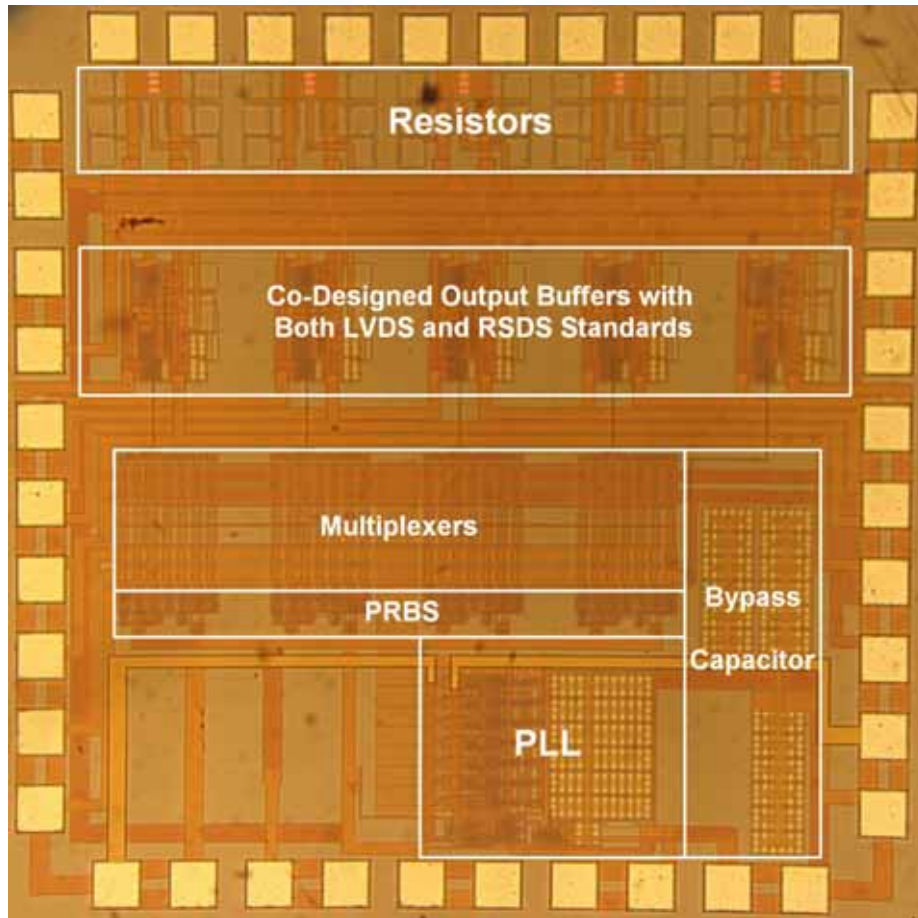 Resistors
Co-Designed Output Buffers with
Both LVDS and RSDS Standards
Multiplexers
PRBS
Bypass
Capacitor
PLL